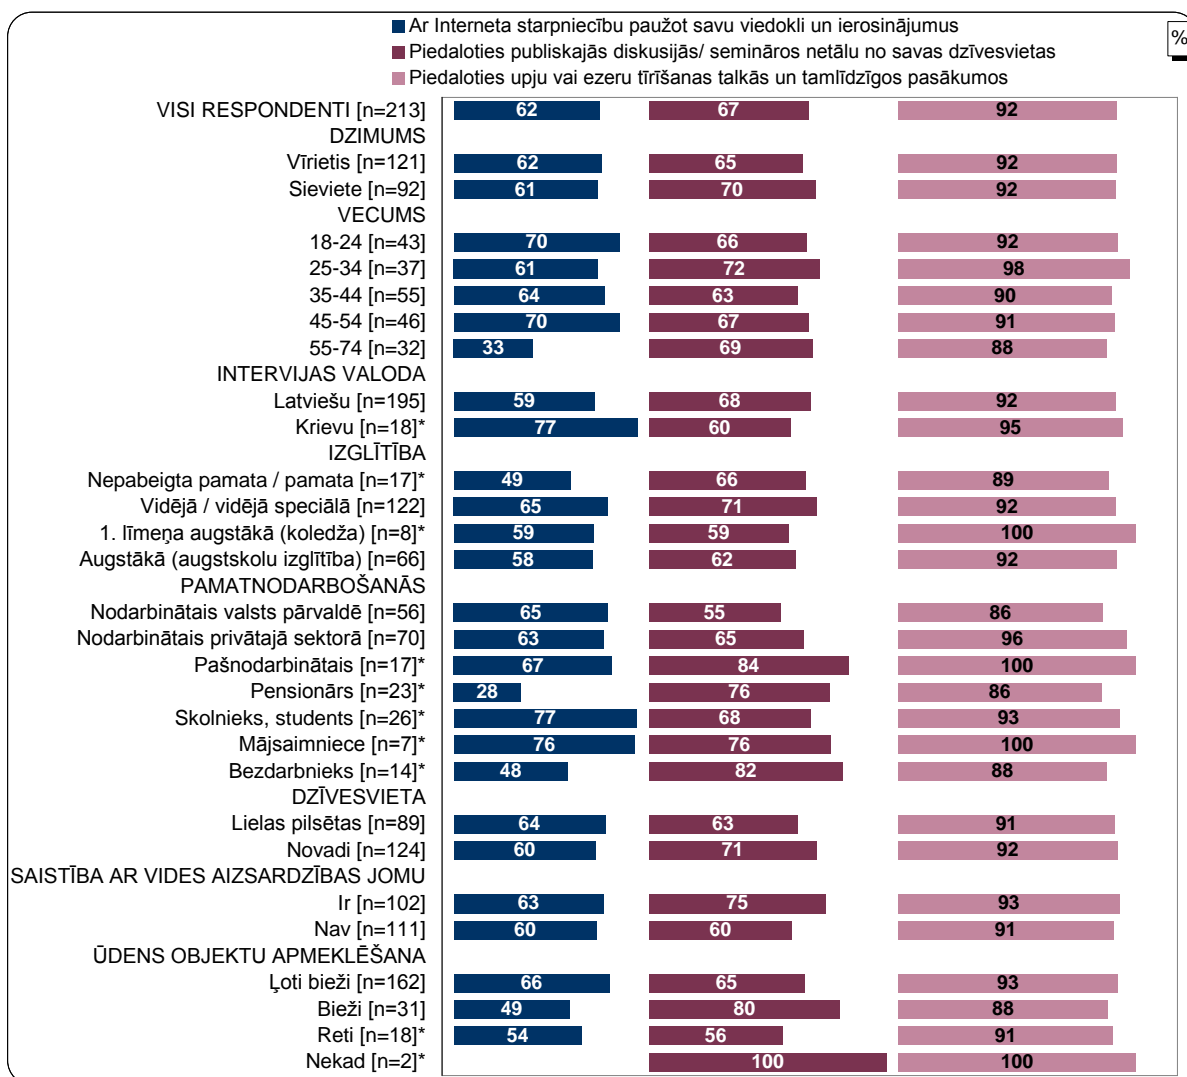 Ar Interneta starpniecību paužot savu viedokli un ierosinājumus
Piedaloties publiskajās diskusijās/ semināros netālu no savas dzīvesvietas
Piedaloties upju vai ezeru tīrīšanas talkās un tamlīdzīgos pasākumos
%
VISI RESPONDENTI [n=213] 62 67 92
DZIMUMS
Vīrietis [n=121] 62 65 92
Sieviete [n=92] 61 70 92
VECUMS
18-24 [n=43] 70 66 92
25-34 [n=37] 61 72 98
35-44 [n=55] 64 63 90
45-54 [n=46] 70 67 91
55-74 [n=32] 33 69 88
INTERVIJAS VALODA
Latviešu [n=195] 59 68 92
Krievu [n=18]* 77 60 95
IZGLĪTĪBA
Nepabeigta pamata / pamata [n=17]* 49 66 89
Vidējā / vidējā speciālā [n=122] 65 71 92
1. līmeņa augstākā (koledža) [n=8]* 59 59 100
Augstākā (augstskolu izglītība) [n=66] 58 62 92
PAMATNODARBOŠANĀS
Nodarbinātais valsts pārvaldē [n=56] 65 55 86
Nodarbinātais privātajā sektorā [n=70] 63 65 96
Pašnodarbinātais [n=17]* 67 84 100
Pensionārs [n=23]* 28 76 86
Skolnieks, students [n=26]* 77 68 93
Mājsaimniece [n=7]* 76 76 100
Bezdarbnieks [n=14]* 48 82 88
DZĪVESVIETA
Lielas pilsētas [n=89] 64 63 91
Novadi [n=124] 60 71 92
SAISTĪBA AR VIDES AIZSARDZĪBAS JOMU
Ir [n=102] 63 75 93
Nav [n=111] 60 60 91
ŪDENS OBJEKTU APMEKLĒŠANA
Ļoti bieži [n=162] 66 65 93
Bieži [n=31] 49 80 88
Reti [n=18]* 54 56 91
Nekad [n=2]* 100 100